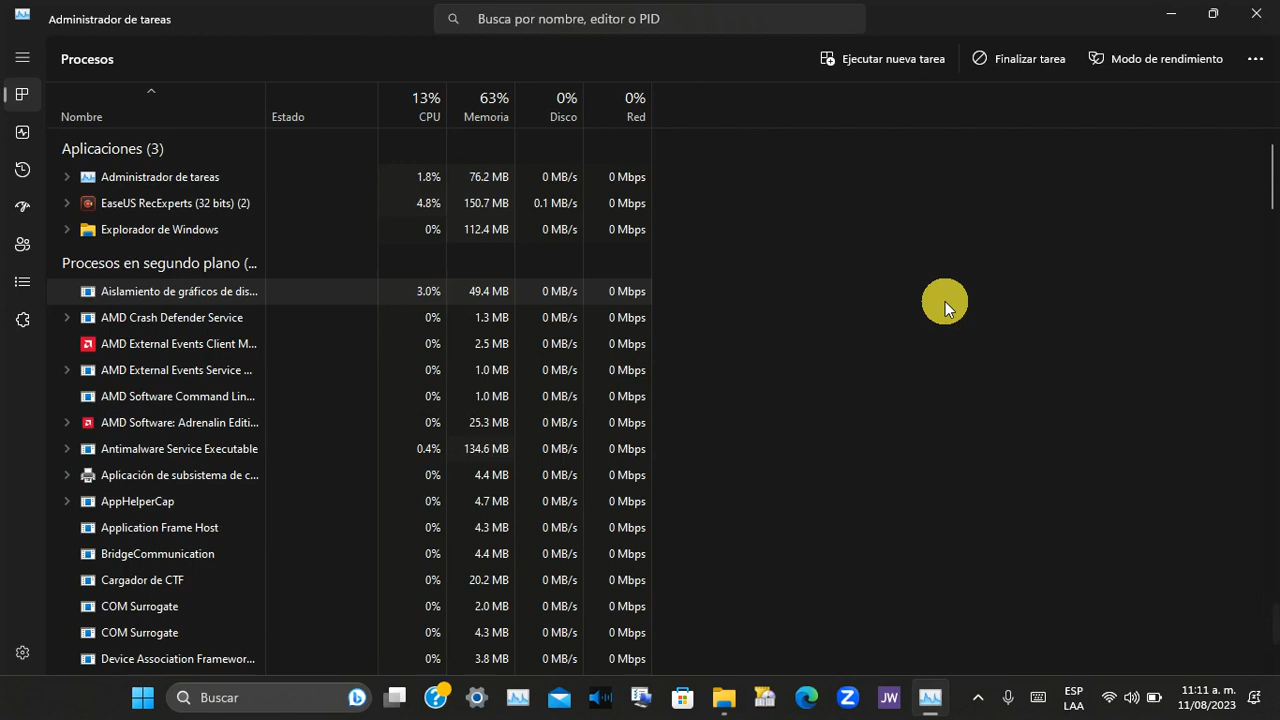 Administrador de tareas
Busca por nombre, editor o PID
Procesos
Ejecutar nueva tarea
Finalizar tarea
Modo de rendimiento
13% 63% 0% 0%
Nombre Estado CPU Memoria Disco Red
Aplicaciones (3)
Administrador de tareas 1.8% 76.2 MB 0 MB/s 0 Mbps
EaseUS RecExperts (32 bits) (2) 4.8% 150.7 MB 0.1 MB/s 0 Mbps
Explorador de Windows 0% 112.4 MB 0 MB/s 0 Mbps
Procesos en segundo plano (...
Aislamiento de gráficos de dis... 3.0% 49.4 MB 0 MB/s 0 Mbps
AMD Crash Defender Service 0% 1.3 MB 0 MB/s 0 Mbps
AMD External Events Client M... 0% 2.5 MB 0 MB/s 0 Mbps
AMD External Events Service ... 0% 1.0 MB 0 MB/s 0 Mbps
AMD Software Command Lin... 0% 1.0 MB 0 MB/s 0 Mbps
AMD Software: Adrenalin Editi... 0% 25.3 MB 0 MB/s 0 Mbps
Antimalware Service Executable 0.4% 134.6 MB 0 MB/s 0 Mbps
Aplicación de subsistema de c... 0% 4.4 MB 0 MB/s 0 Mbps
AppHelperCap 0% 4.7 MB 0 MB/s 0 Mbps
Application Frame Host 0% 4.3 MB 0 MB/s 0 Mbps
BridgeCommunication 0% 4.4 MB 0 MB/s 0 Mbps
Cargador de CTF 0% 20.2 MB 0 MB/s 0 Mbps
COM Surrogate 0% 2.0 MB 0 MB/s 0 Mbps
COM Surrogate 0% 4.3 MB 0 MB/s 0 Mbps
Device Association Framewor... 0% 3.8 MB 0 MB/s 0 Mbps
Buscar
JW
ESP
LAA
11:11 a. m.
11/08/2023